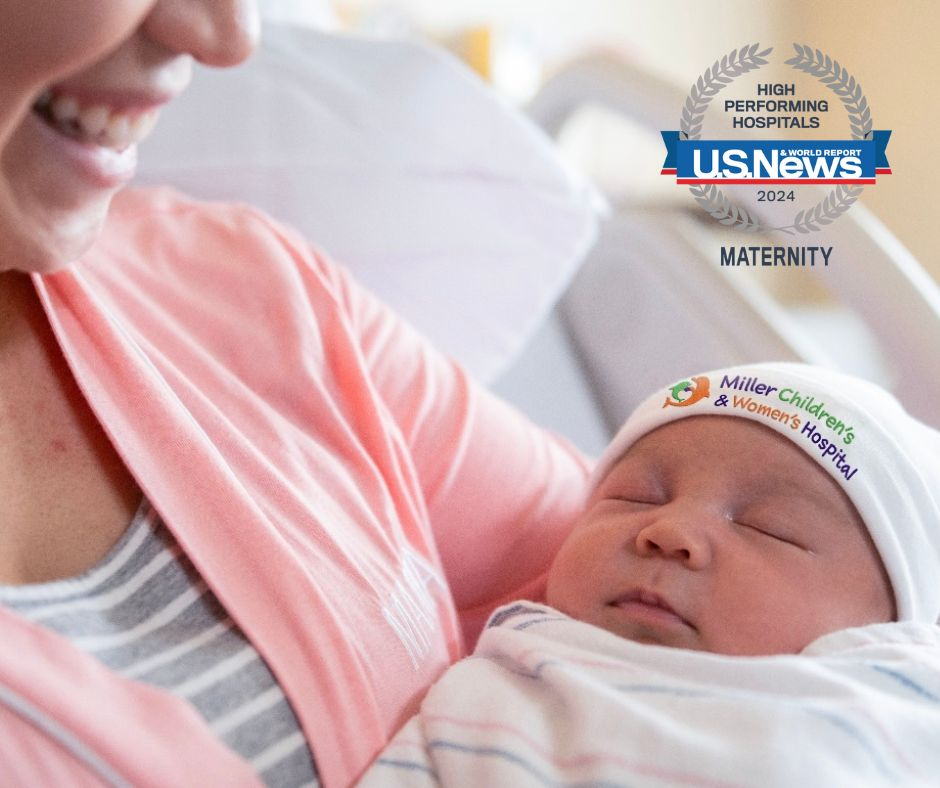 HIGH
PERFORMING
HOSPITALS
U.S.News
& WORLD REPORT
2024
MATERNITY
Miller Children's
& Women's Hospital